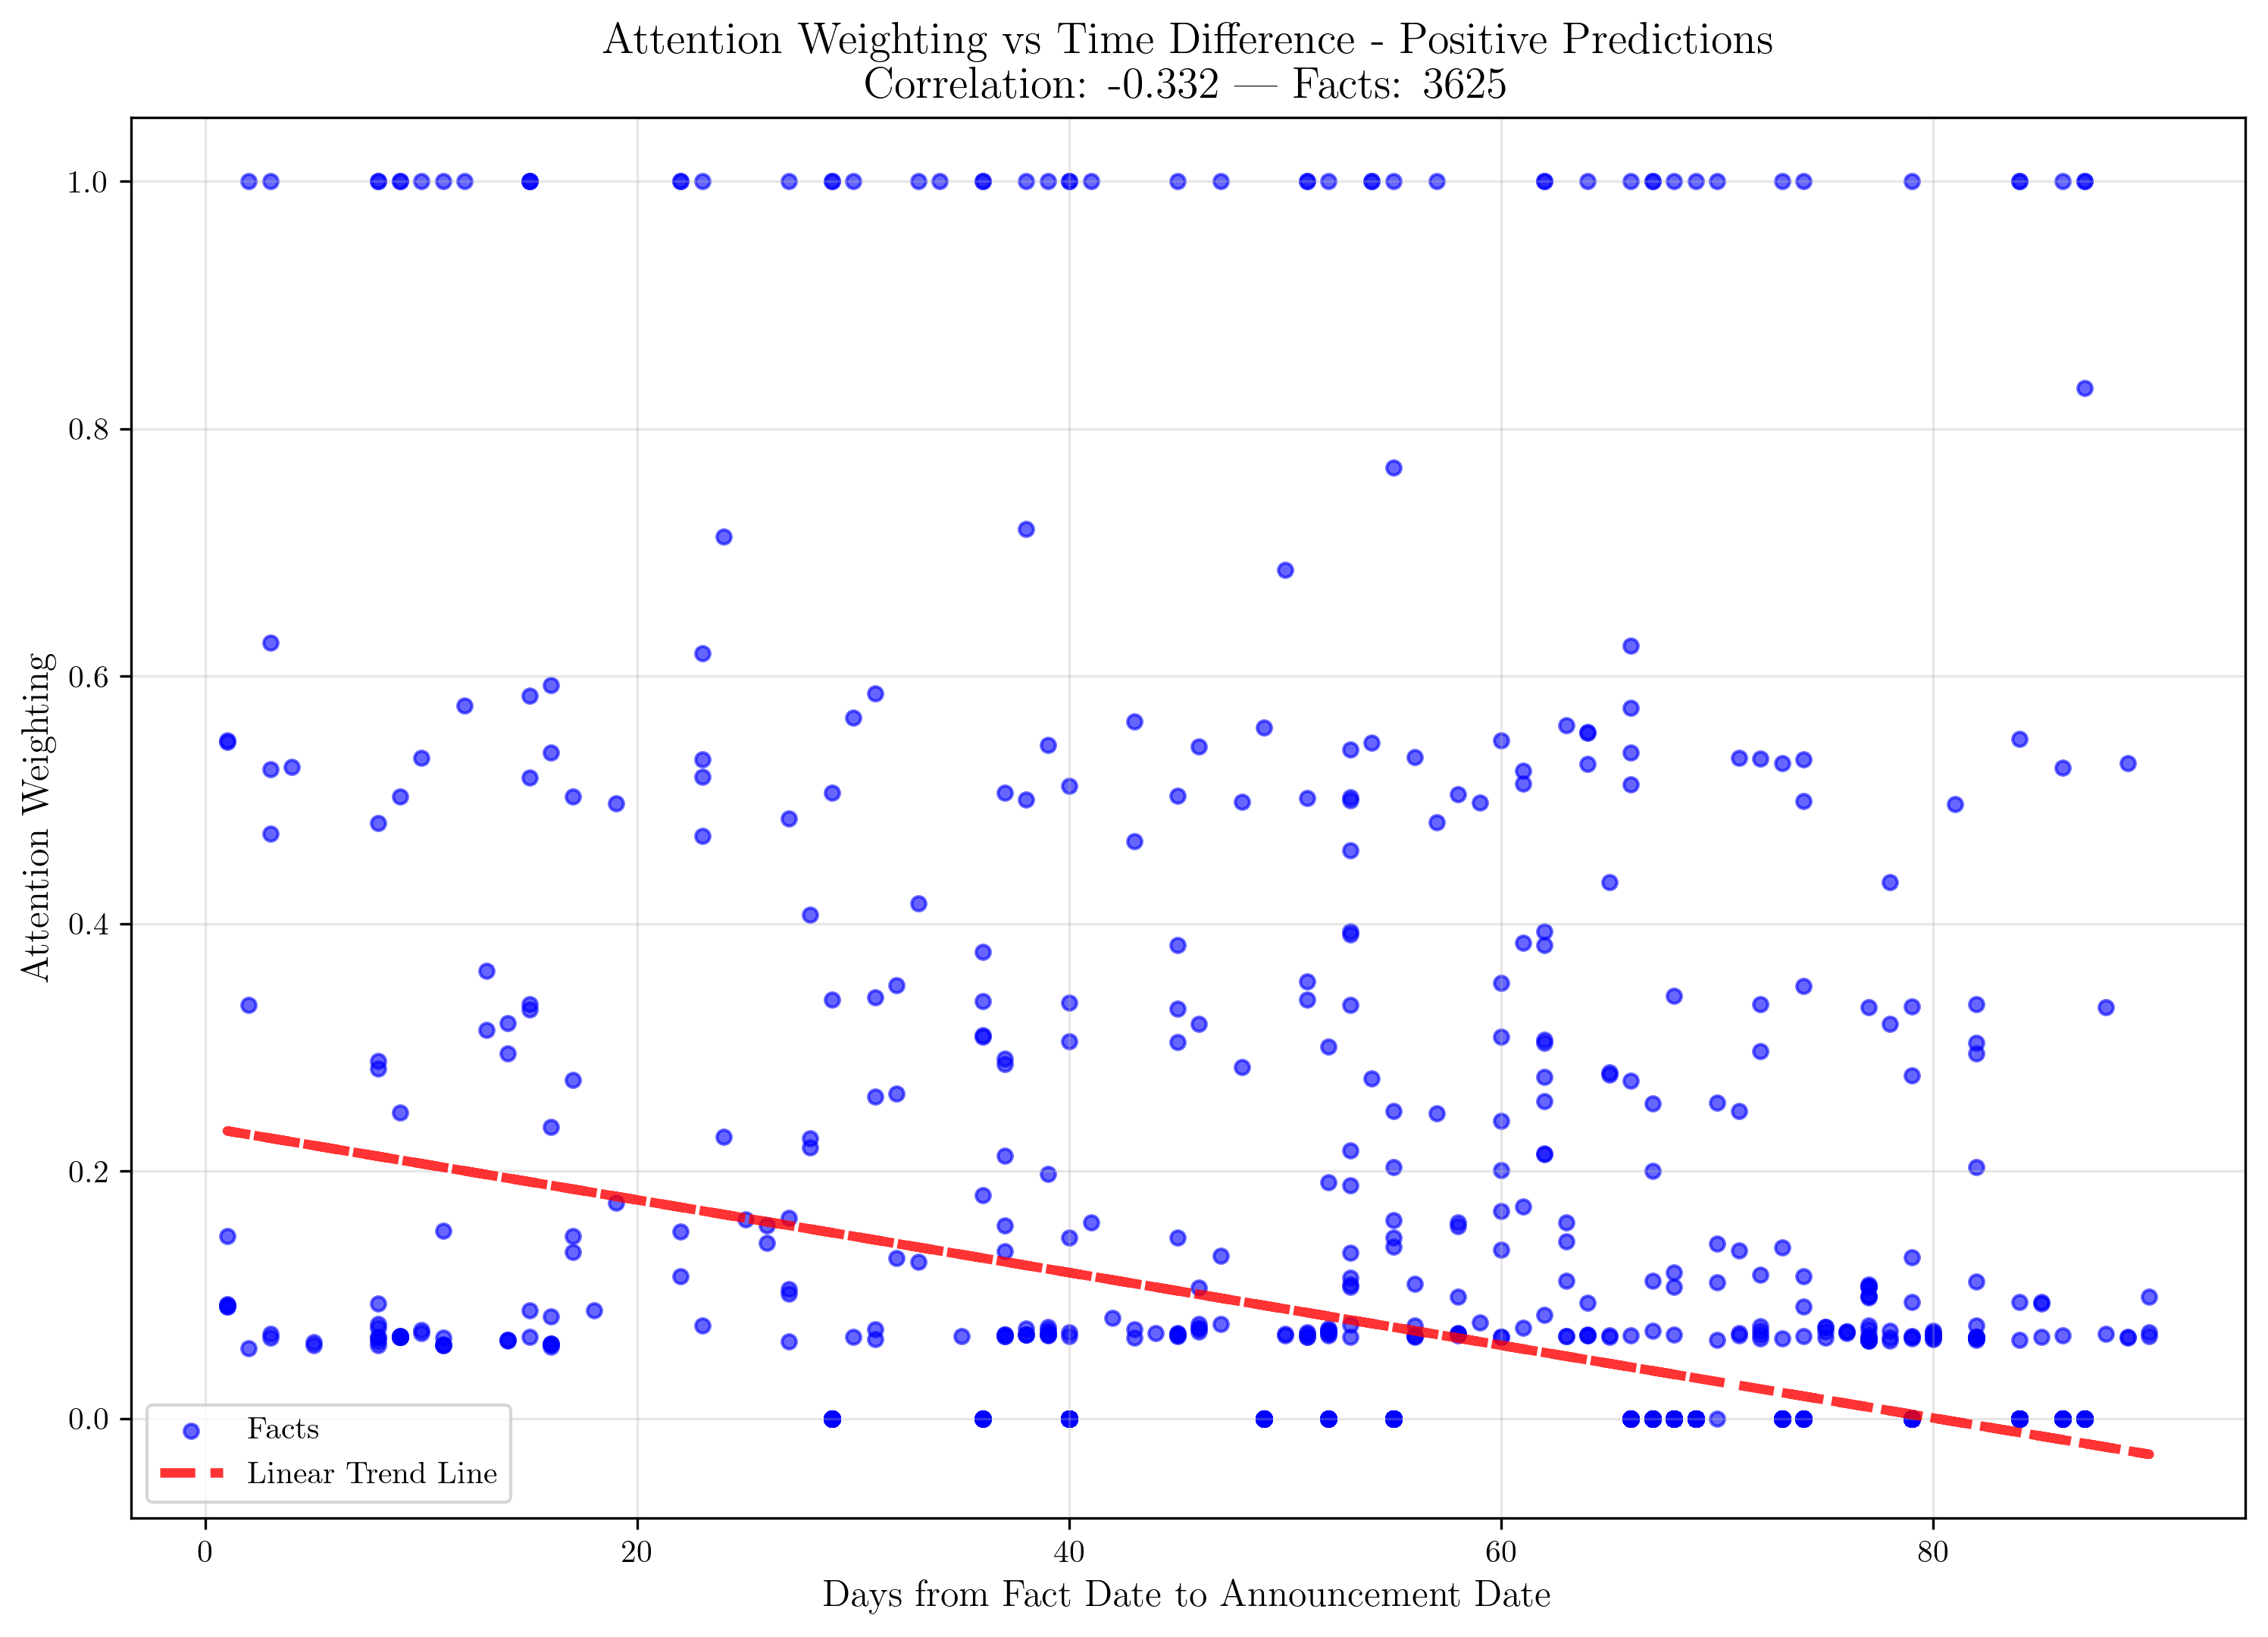 Attention Weighting vs Time Difference - Positive Predictions
Correlation: -0.332 — Facts: 3625
Attention Weighting
1.0
0.8
0.6
0.4
0.2
0.0
Facts
Linear Trend Line
0 20 40 60 80
Days from Fact Date to Announcement Date